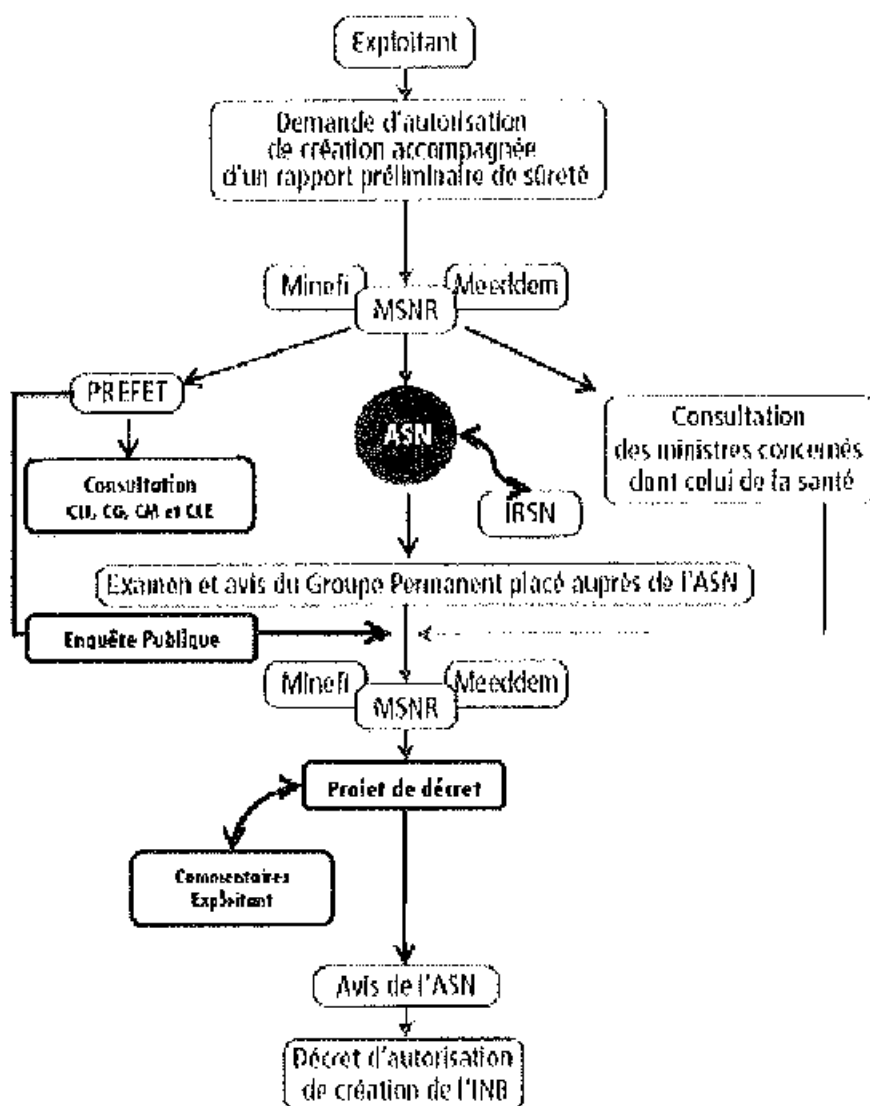 Exploitant
Demande d'autorisation
de création accompagnée
d'un rapport préliminaire de sûreté
Minefi
Meeddem
MSNR
PREFET
ASN
Consultation
des ministres concernés
dont celui de la santé
Consultation
CLI, CG, CM et CLE
IRSN
Examen et avis du Groupe Permanent placé auprès de l'ASN
Enquête Publique
Minefi
Meeddem
MSNR
Projet de décret
Commentaires
Exploitant
Avis de l'ASN
Décret d'autorisation
de création de l'INB